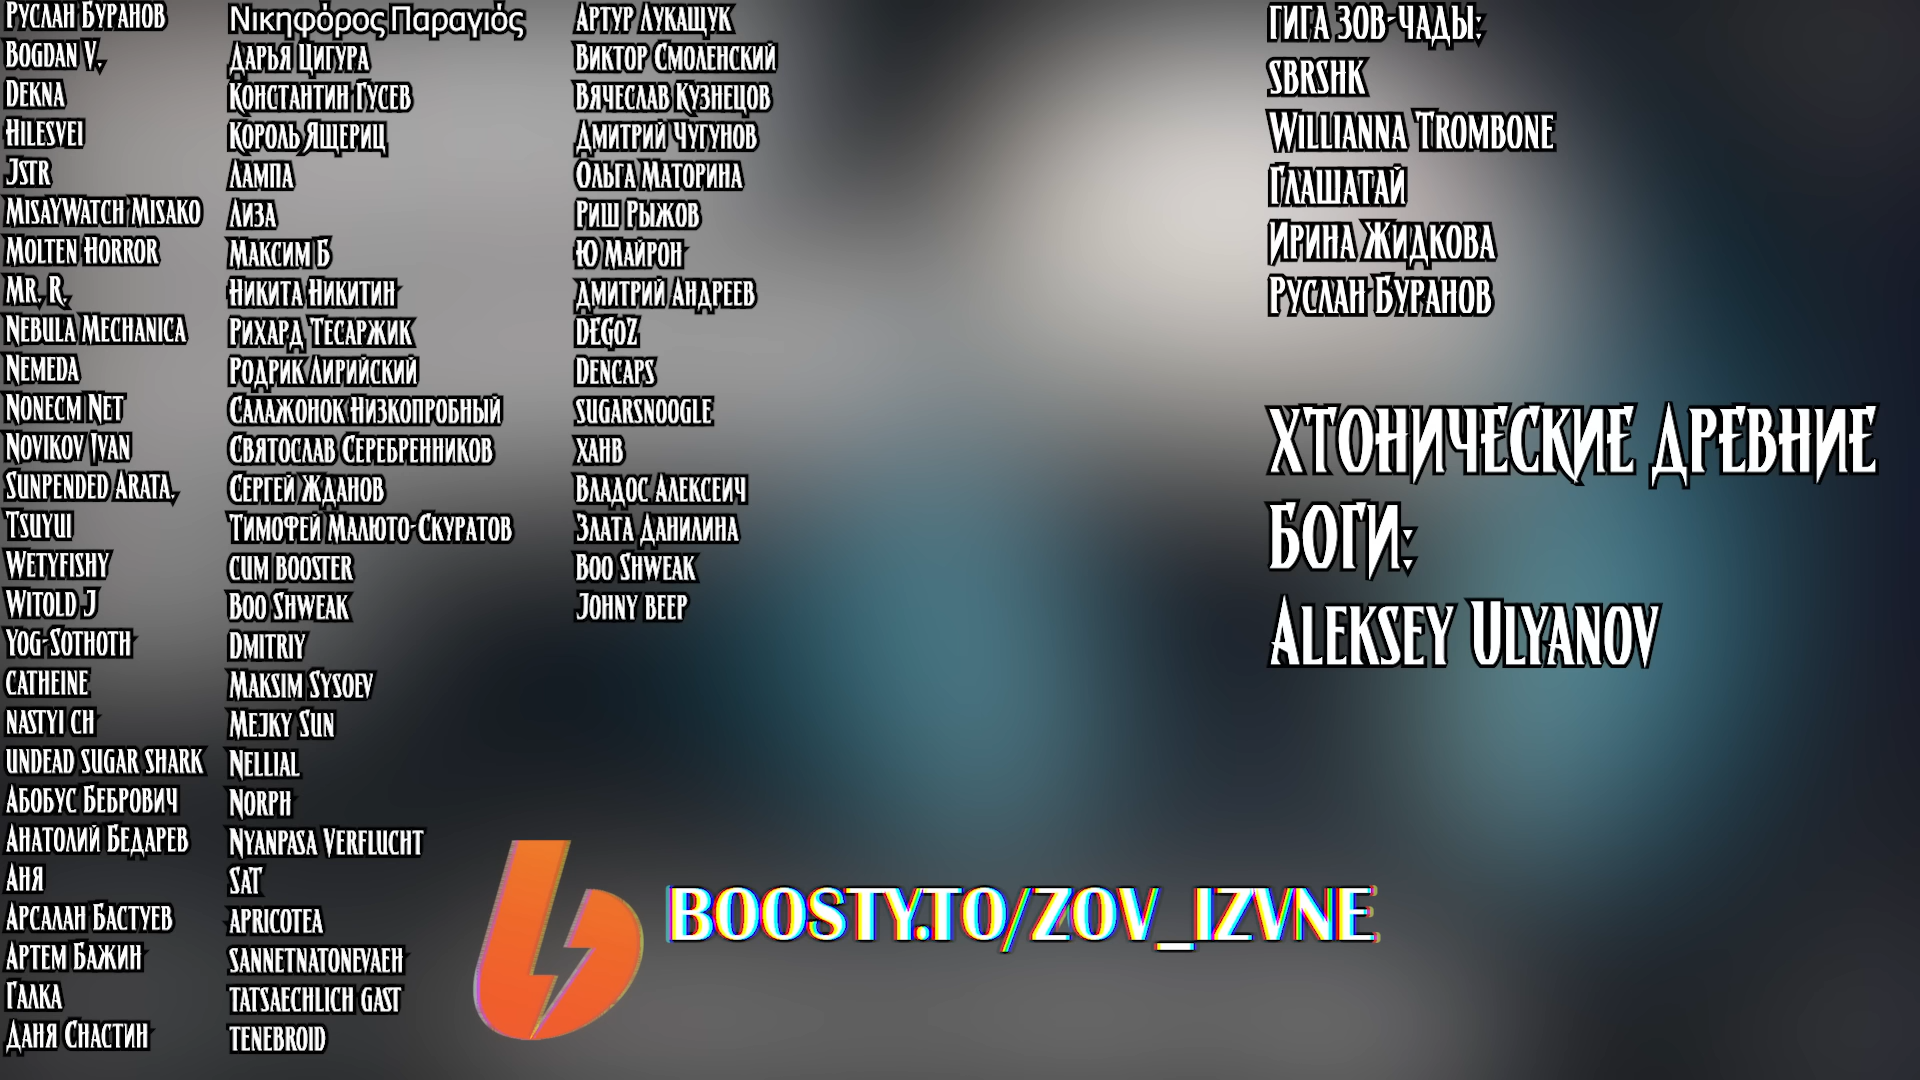 Руслан Буранов
Bogdan V.
Dekna
Hilesvei
Jstr
MisaYWatch Misako
Molten Horror
Mr. R.
Nebula Mechanica
Nemeda
Nonecm Net
Novikov Ivan
Sunpended Arata.
Tsuyui
Wetyfishy
Witold J
Yog-Sothoth
catheine
nastyi ch
undead sugar shark
Абобус Бебрович
Анатолий Бедарев
Аня
Арсалан Бастуев
Артем Бажин
Галка
Даня Снастин
Νικηφόρος Παραγιός
Дарья Цигура
Константин Гусев
Король Ящериц
Лампа
Лиза
Максим Б
Никита Никитин
Рихард Тесаржик
Родрик Лирийский
Салажонок Низкопробный
Святослав Серебренников
Сергей Жданов
Тимофей Малюто-Скуратов
cum booster
Boo Shweak
Dmitriy
Maksim Sysoev
Mejky Sun
Nellial
Norph
Nyanpasa Verflucht
Sat
apricotea
sannetnatonevaeh
tatsaechlich gast
tenebroid
Артур Лукащук
Виктор Смоленский
Вячеслав Кузнецов
Дмитрий Чугунов
Ольга Маторина
Риш Рыжов
Ю Майрон
дмитрий Андреев
DEGoZ
Dencaps
sugarsnoogle
ханв
Владос Алексеич
Злата Данилина
Boo Shweak
Johny beep
ГИГА ЗОВ-ЧАДЫ:
SBRSHK
Willianna Trombone
Глашатай
Ирина Жидкова
Руслан Буранов
ХТОНИЧЕСКИЕ ДРЕВНИЕ
БОГИ:
Aleksey Ulyanov
BOOSTY.TO/ZOV_IZVNE